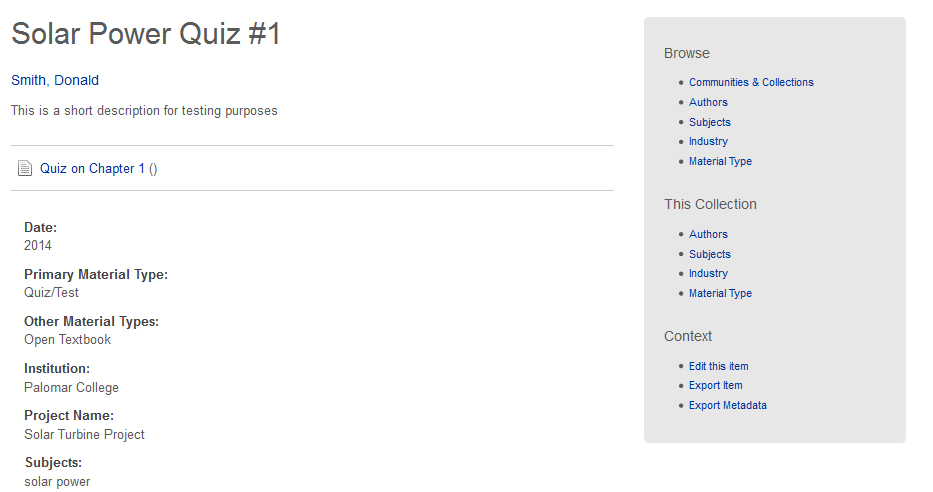 Solar Power Quiz #1
Smith, Donald
This is a short description for testing purposes
Quiz on Chapter 1 ()
Date:
2014
Primary Material Type:
Quiz/Test
Other Material Types:
Open Textbook
Institution:
Palomar College
Project Name:
Solar Turbine Project
Subjects:
solar power
Browse
Communities & Collections
Authors
Subjects
Industry
Material Type
This Collection
Authors
Subjects
Industry
Material Type
Context
Edit this item
Export Item
Export Metadata